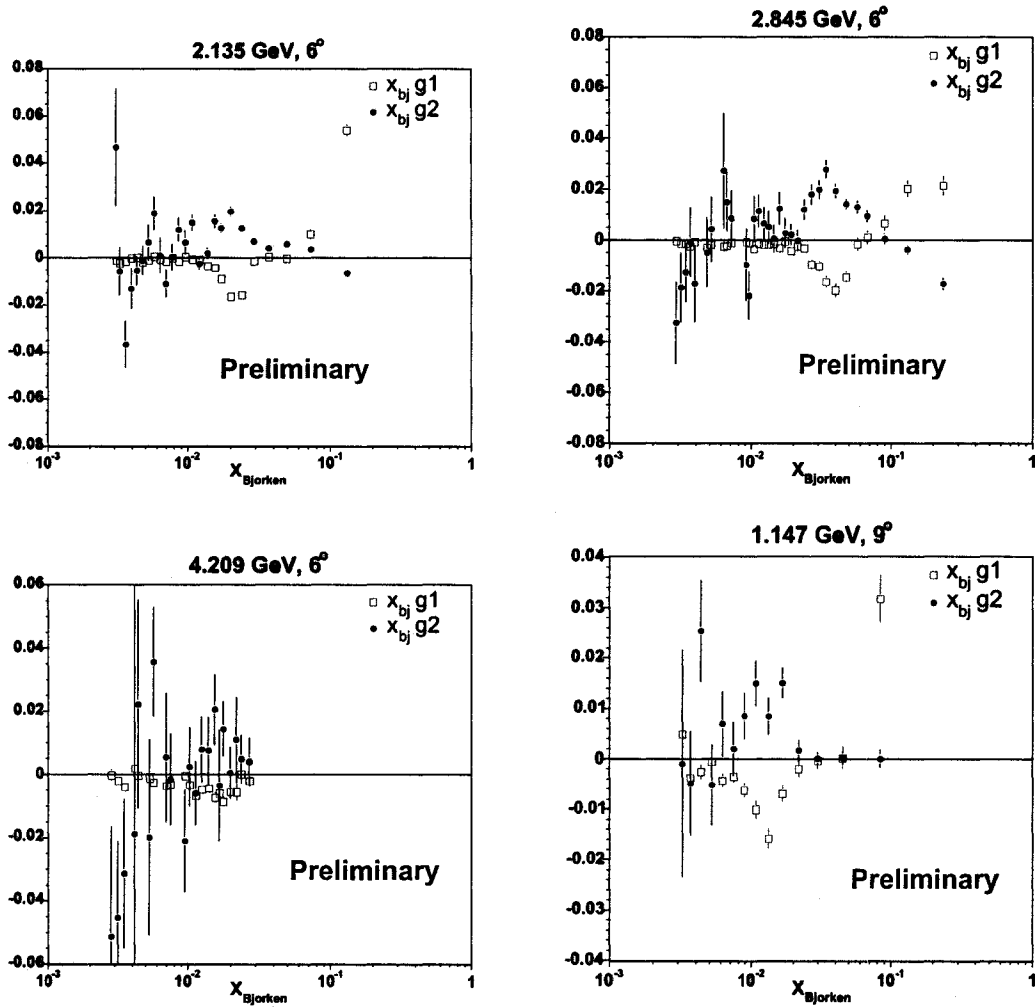 2.135 GeV, 6°
0.08
0.06
0.04
0.02
0
-0.02
-0.04
-0.06
-0.08
x_bj g1
x_bj g2
Preliminary
10^-3
10^-2
10^-1
1
X_Bjorken
2.845 GeV, 6°
0.08
0.06
0.04
0.02
0
-0.02
-0.04
-0.06
-0.08
x_bj g1
x_bj g2
Preliminary
10^-3
10^-2
10^-1
1
X_Bjorken
4.209 GeV, 6°
0.06
0.04
0.02
0
-0.02
-0.04
-0.06
x_bj g1
x_bj g2
Preliminary
10^-3
10^-2
10^-1
1
X_Bjorken
1.147 GeV, 9°
0.04
0.03
0.02
0.01
0
-0.01
-0.02
-0.03
-0.04
x_bj g1
x_bj g2
Preliminary
10^-3
10^-2
10^-1
1
X_Bjorken